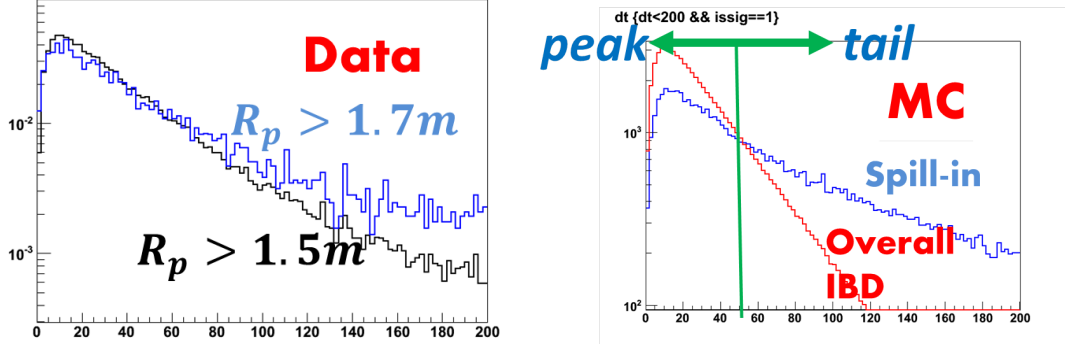 Data
R_p > 1.7m
R_p > 1.5m
10^-2
10^-3
0 20 40 60 80 100 120 140 160 180 200
dt {dt<200 && issig==1}
peak tail
MC
Spill-in
Overall
IBD
10^3
10^2
0 20 40 60 80 100 120 140 160 180 200